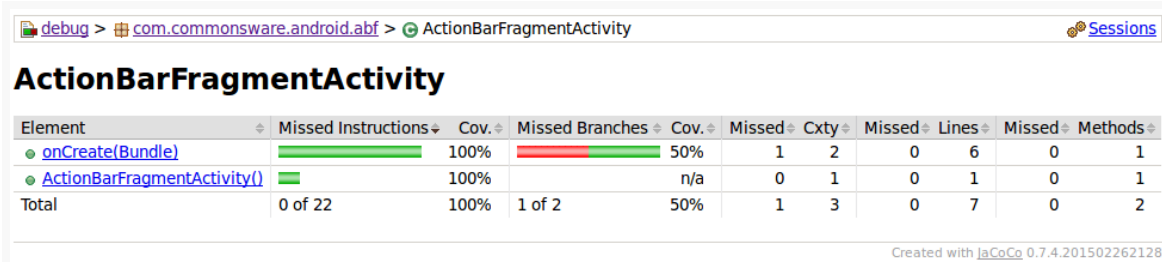 debug > com.commonsware.android.abf > ActionBarFragmentActivity Sessions
ActionBarFragmentActivity
Element Missed Instructions Cov. Missed Branches Cov. Missed Cxty Missed Lines Missed Methods
onCreate(Bundle) 100% 50% 1 2 0 6 0 1
ActionBarFragmentActivity() 100% n/a 0 1 0 1 0 1
Total 0 of 22 100% 1 of 2 50% 1 3 0 7 0 2
Created with JaCoCo 0.7.4.201502262128